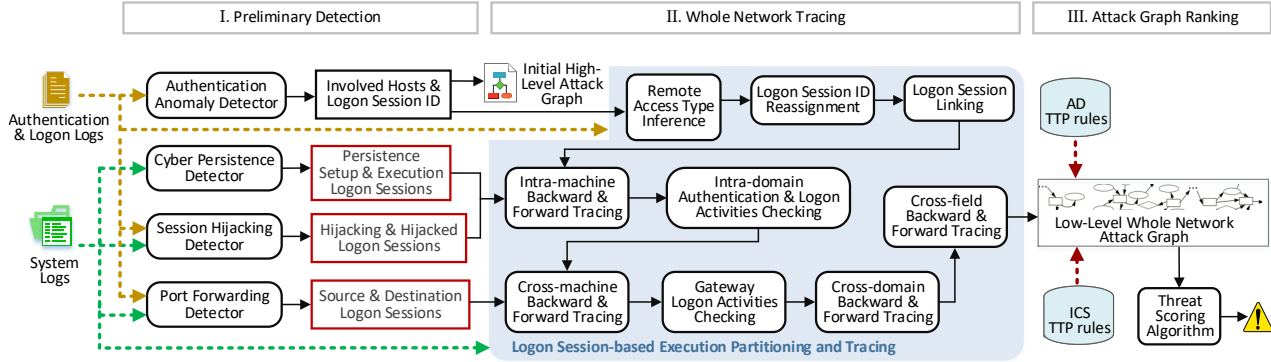 I. Preliminary Detection
II. Whole Network Tracing
III. Attack Graph Ranking
Authentication
& Logon Logs
System
Logs
Authentication
Anomaly Detector
Involved Hosts &
Logon Session ID
Initial High-
Level Attack
Graph
Cyber Persistence
Detector
Persistence
Setup & Execution
Logon Sessions
Session Hijacking
Detector
Hijacking & Hijacked
Logon Sessions
Port Forwarding
Detector
Source & Destination
Logon Sessions
Remote
Access Type
Inference
Logon Session ID
Reassignment
Logon Session
Linking
Intra-machine
Backward &
Forward Tracing
Intra-domain
Authentication & Logon
Activities Checking
Cross-machine
Backward &
Forward Tracing
Gateway
Logon Activities
Checking
Cross-domain
Backward &
Forward Tracing
Cross-field
Backward &
Forward Tracing
Logon Session-based Execution Partitioning and Tracing
AD
TTP rules
Low-Level Whole Network
Attack Graph
ICS
TTP rules
Threat
Scoring
Algorithm